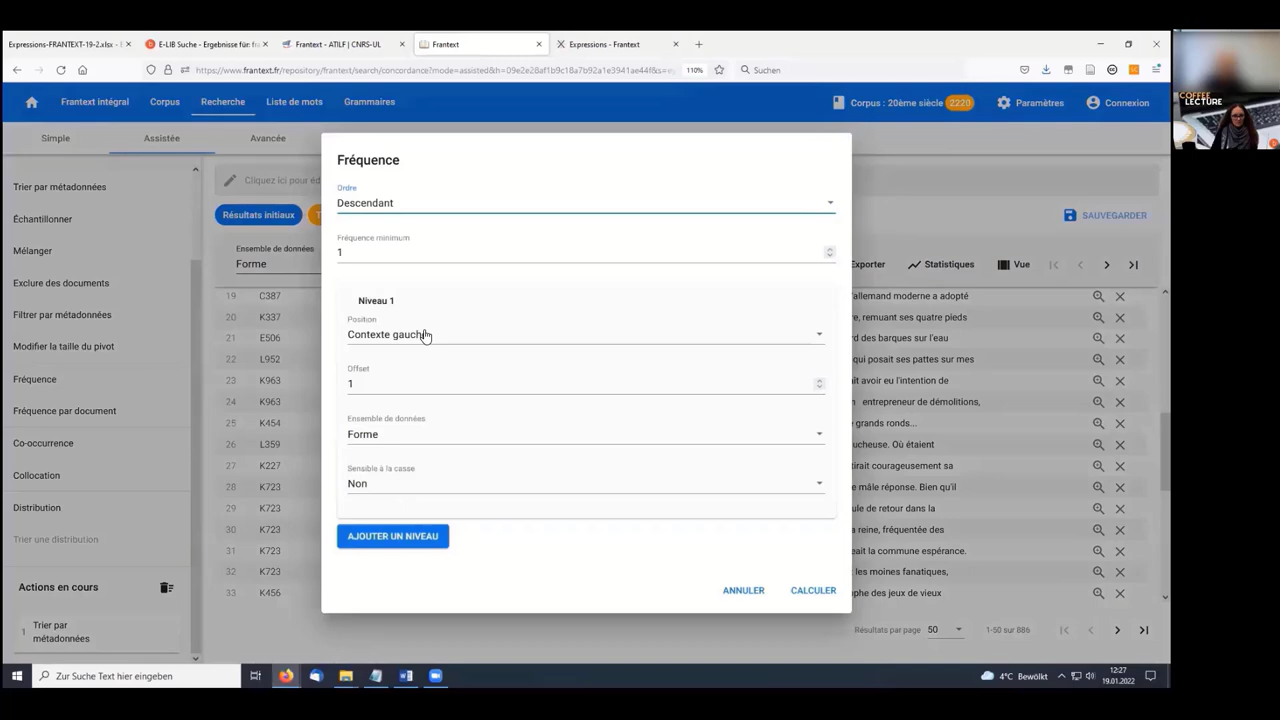 Expressions-FRANTEXT-19-2.xlsx
E-LIB Suche - Ergebnisse für: fra
Frantext - ATILF | CNRS-UL
Frantext
Expressions - Frantext
https://www.frantext.fr/repository/frantext/search/concordance?mode=assisted&h=09e2e28af1b9c18a7b92a1e3941ae44f&s=
110%
Suchen
Frantext intégral
Corpus
Recherche
Liste de mots
Grammaires
Corpus : 20ème siècle 2220
Paramètres
Connexion
Simple
Assistée
Avancée
COFFEE
LECTURE
Trier par métadonnées
Échantillonner
Mélanger
Exclure des documents
Filtrer par métadonnées
Modifier la taille du pivot
Fréquence
Fréquence par document
Co-occurrence
Collocation
Distribution
Trier une distribution
Actions en cours
1 Trier par
métadonnées
Cliquez ici pour éd
Résultats initiaux
T
SAUVEGARDER
Ensemble de données
Forme
Exporter
Statistiques
Vue
19 C387
20 K337
21 E506
22 L952
23 K963
24 K963
25 K454
26 L359
27 K227
28 K723
29 K723
30 K723
31 K723
32 K723
33 K456
Fréquence
Ordre
Descendant
Fréquence minimum
1
Niveau 1
Position
Contexte gauche
Offset
1
Ensemble de données
Forme
Sensible à la casse
Non
AJOUTER UN NIVEAU
ANNULER
CALCULER
'allemand moderne a adopté
, remuant ses quatre pieds
rd des barques sur l'eau
qui posait ses pattes sur mes
ait avoir eu l'intention de
entrepreneur de démolitions,
grands ronds...
ucheuse. Où étaient
tirait courageusement sa
e mâle réponse. Bien qu'il
ule de retour dans la
a reine, fréquentée des
eait la commune espérance.
t les moines fanatiques,
phe des jeux de vieux
Résultats par page 50
1-50 sur 886
Zur Suche Text hier eingeben
4°C Bewölkt
12:27
19.01.2022